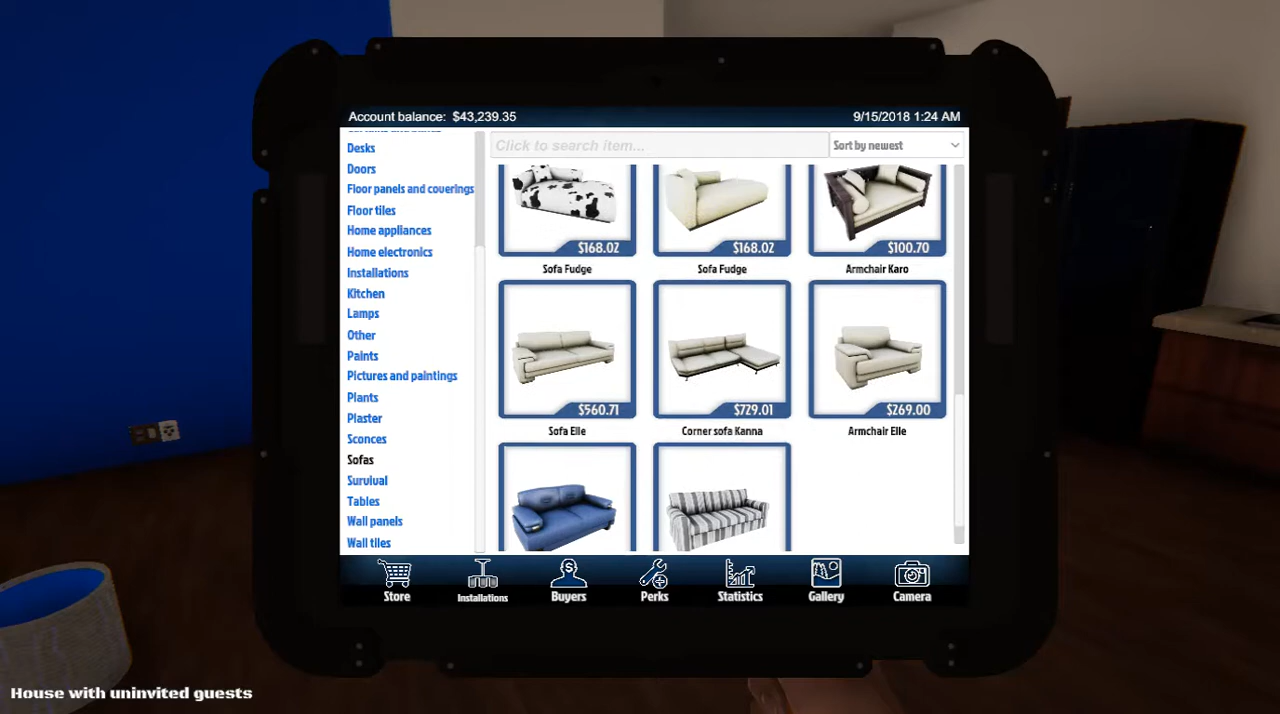 Account balance: $43,239.35
9/15/2018 1:24 AM
Click to search item...
Sort by newest
Desks
Doors
Floor panels and coverings
Floor tiles
Home appliances
Home electronics
Installations
Kitchen
Lamps
Other
Paints
Pictures and paintings
Plants
Plaster
Sconces
Sofas
Survival
Tables
Wall panels
Wall tiles
$168.02
$168.02
$100.70
Sofa Fudge
Sofa Fudge
Armchair Karo
$560.71
$729.01
$269.00
Sofa Elle
Corner sofa Kanna
Armchair Elle
Store
Installations
Buyers
Perks
Statistics
Gallery
Camera
House with uninvited guests